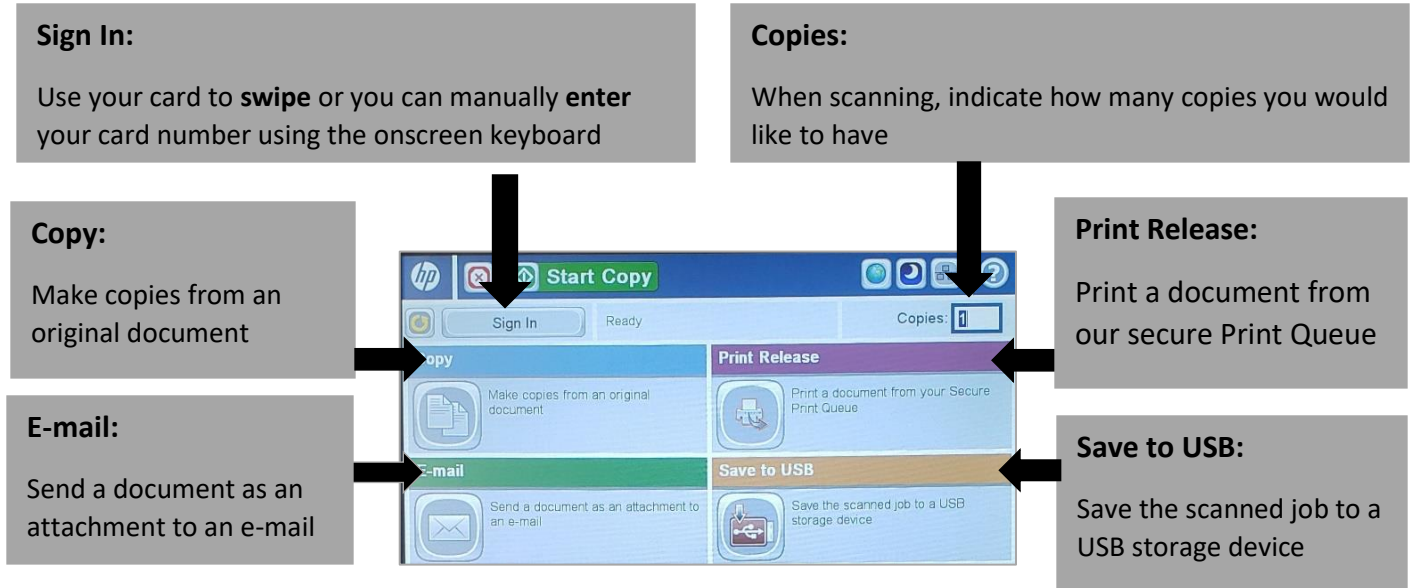 Sign In:
Use your card to swipe or you can manually enter
your card number using the onscreen keyboard
Copies:
When scanning, indicate how many copies you would
like to have
Copy:
Make copies from an
original document
E-mail:
Send a document as an
attachment to an e-mail
Print Release:
Print a document from
our secure Print Queue
Save to USB:
Save the scanned job to a
USB storage device
hp
Start Copy
?
Sign In
Ready
Copies: 1
opy
Make copies from an original
document
Print Release
Print a document from your Secure
Print Queue
E-mail
Send a document as an attachment to
an e-mail
Save to USB
Save the scanned job to a USB
storage device